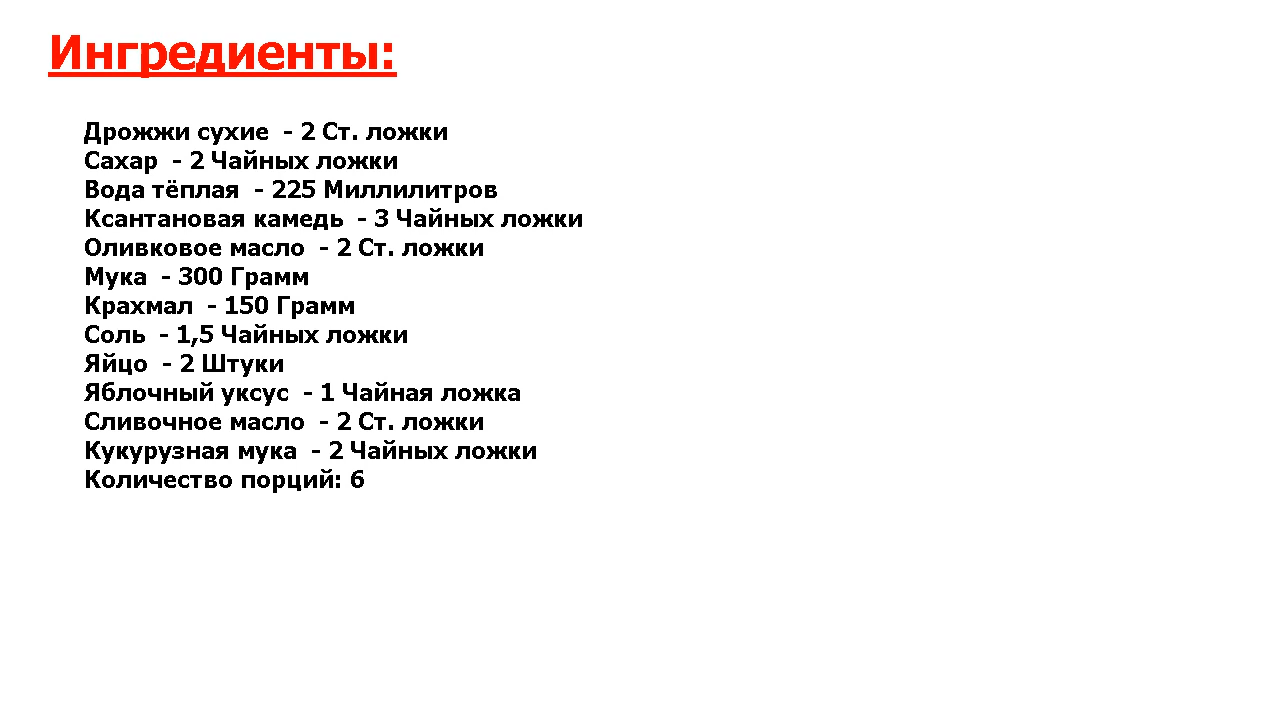 Ингредиенты:
Дрожжи сухие  - 2 Ст. ложки
Сахар  - 2 Чайных ложки
Вода тёплая  - 225 Миллилитров
Ксантановая камедь  - 3 Чайных ложки
Оливковое масло  - 2 Ст. ложки
Мука  - 300 Грамм
Крахмал  - 150 Грамм
Соль  - 1,5 Чайных ложки
Яйцо  - 2 Штуки
Яблочный уксус  - 1 Чайная ложка
Сливочное масло  - 2 Ст. ложки
Кукурузная мука  - 2 Чайных ложки
Количество порций: 6